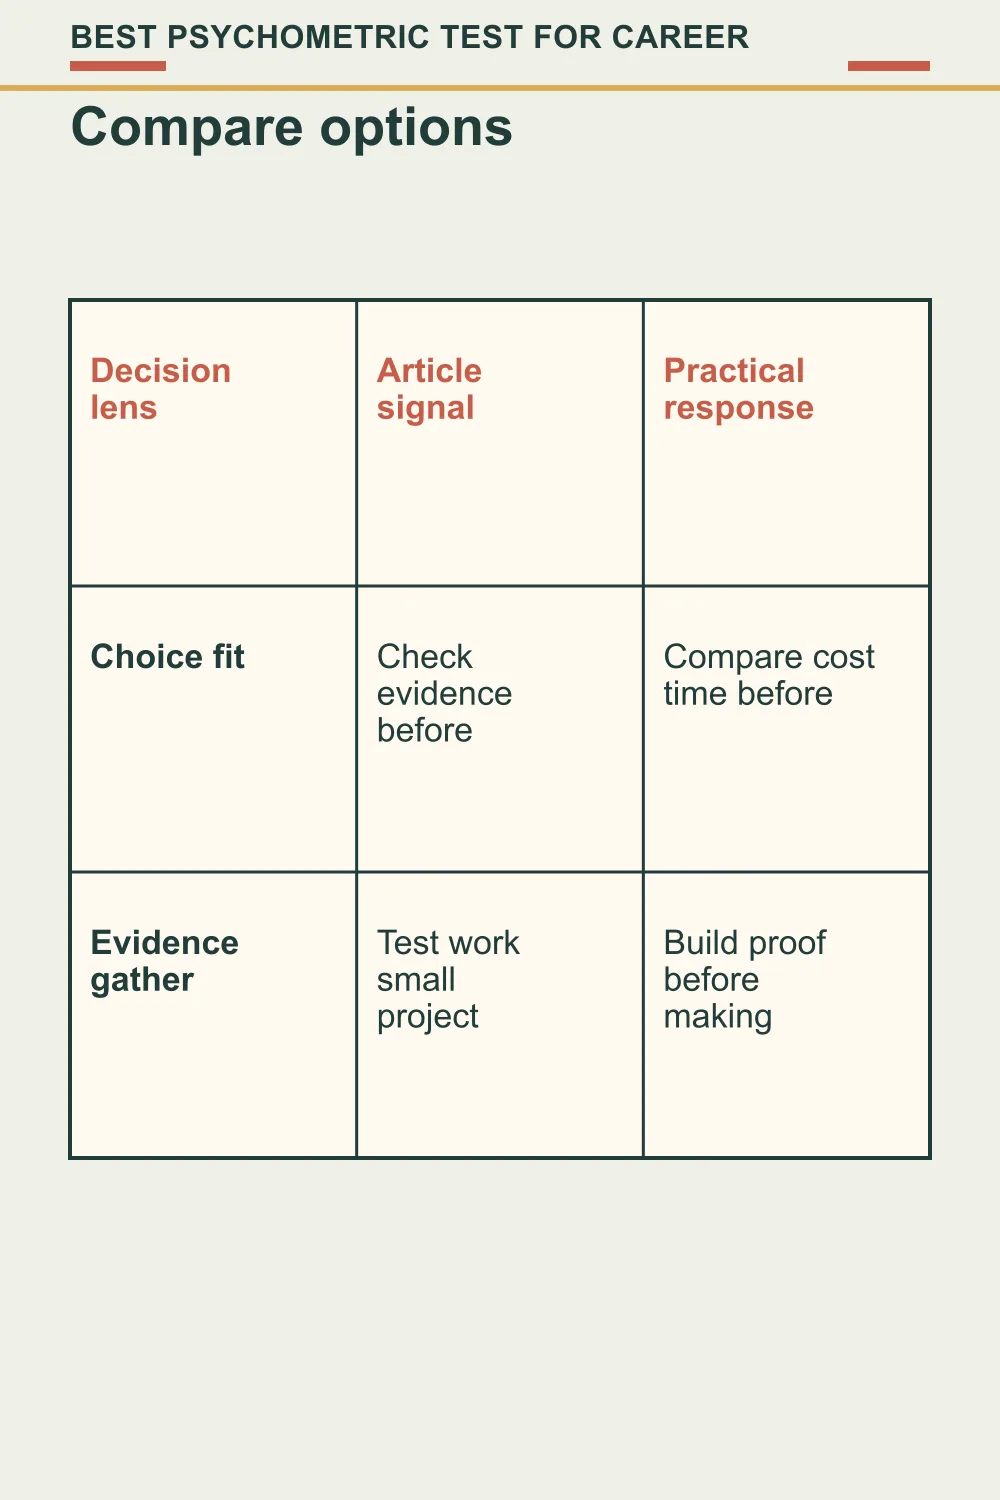 BEST PSYCHOMETRIC TEST FOR CAREER
Compare options
Decision
lens
Article
signal
Practical
response
Choice fit
Check
evidence
before
Compare cost
time before
Evidence
gather
Test work
small
project
Build proof
before
making